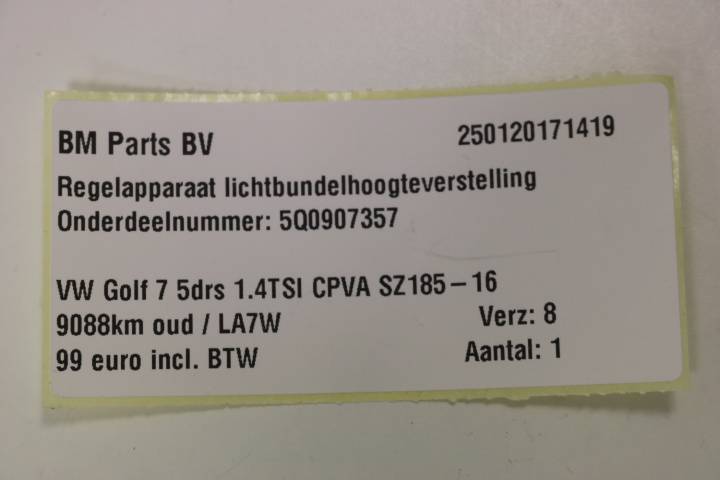 BM Parts BV 250120171419
Regelapparaat lichtbundelhoogteverstelling
Onderdeelnummer: 5Q0907357
VW Golf 7 5drs 1.4TSI CPVA SZ185-16
9088km oud / LA7W Verz: 8
99 euro incl. BTW Aantal: 1